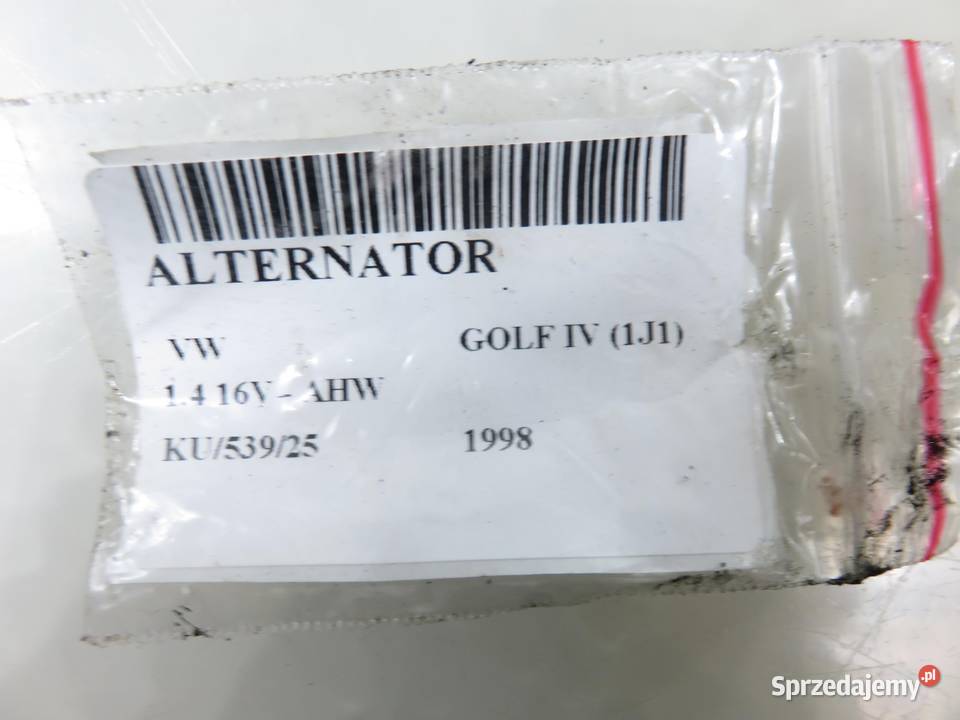 ALTERNATOR
VW GOLF IV (1J1)
1.4 16V - AHW
KU/539/25 1998
Sprzedajemy.pl